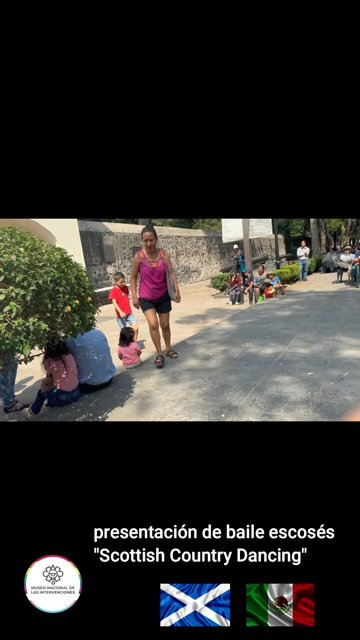 presentación de baile escosés
"Scottish Country Dancing"
MUSEO NACIONAL DE
LAS INTERVENCIONES